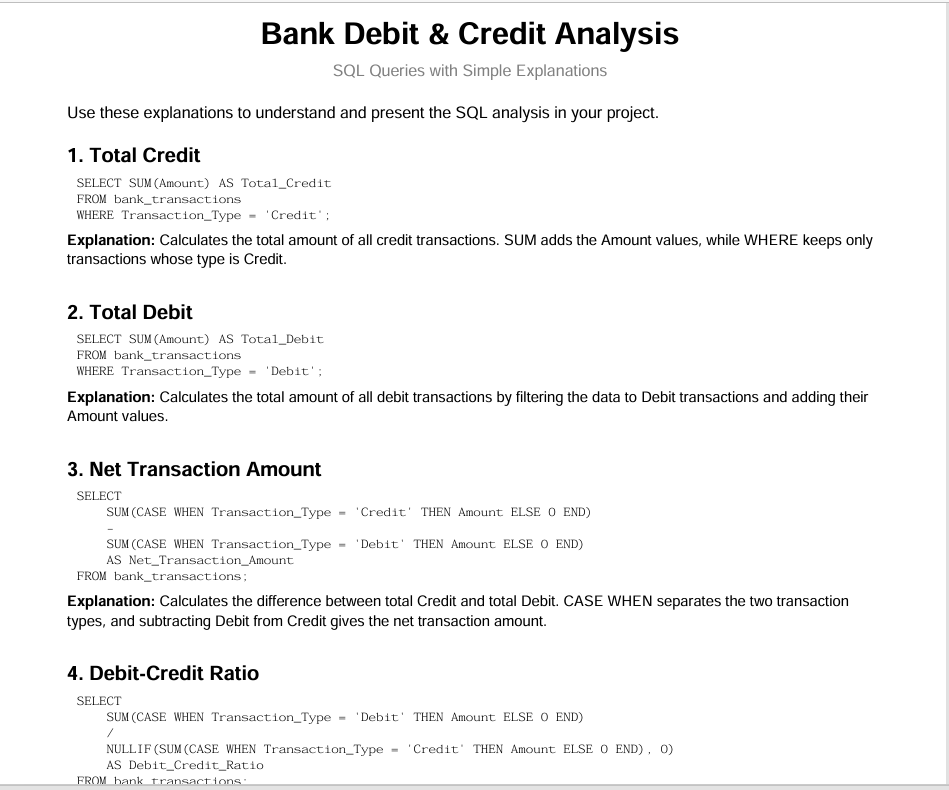 Bank Debit & Credit Analysis
SQL Queries with Simple Explanations
Use these explanations to understand and present the SQL analysis in your project.
1. Total Credit
SELECT SUM(Amount) AS Total_Credit
FROM bank_transactions
WHERE Transaction_Type = 'Credit';
Explanation: Calculates the total amount of all credit transactions. SUM adds the Amount values, while WHERE keeps only
transactions whose type is Credit.
2. Total Debit
SELECT SUM(Amount) AS Total_Debit
FROM bank_transactions
WHERE Transaction_Type = 'Debit';
Explanation: Calculates the total amount of all debit transactions by filtering the data to Debit transactions and adding their
Amount values.
3. Net Transaction Amount
SELECT
    SUM(CASE WHEN Transaction_Type = 'Credit' THEN Amount ELSE 0 END)
    -
    SUM(CASE WHEN Transaction_Type = 'Debit' THEN Amount ELSE 0 END)
    AS Net_Transaction_Amount
FROM bank_transactions;
Explanation: Calculates the difference between total Credit and total Debit. CASE WHEN separates the two transaction
types, and subtracting Debit from Credit gives the net transaction amount.
4. Debit-Credit Ratio
SELECT
    SUM(CASE WHEN Transaction_Type = 'Debit' THEN Amount ELSE 0 END)
    /
    NULLIF(SUM(CASE WHEN Transaction_Type = 'Credit' THEN Amount ELSE 0 END), 0)
    AS Debit_Credit_Ratio
FROM bank_transactions;